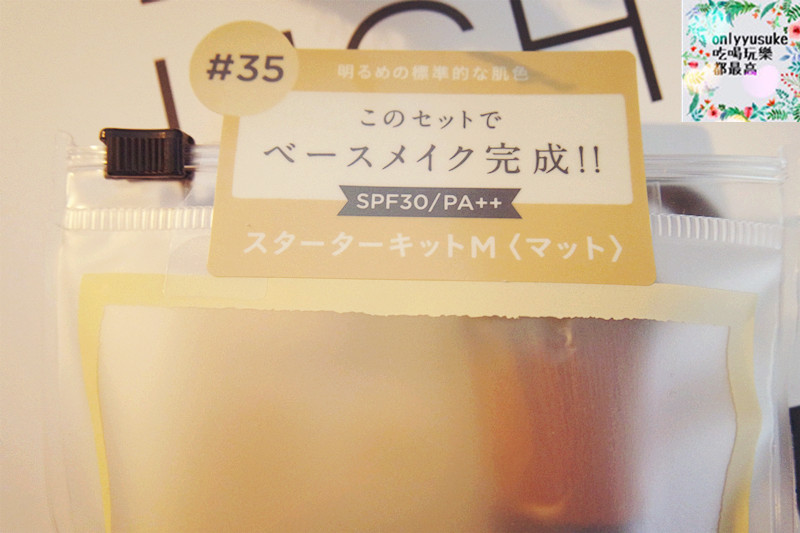 #35
明るめの標準的な肌色
このセットで
ベースメイク完成!!
SPF30/PA++
スターターキットM〈マット〉
onlyyusuke
吃喝玩樂
都最高